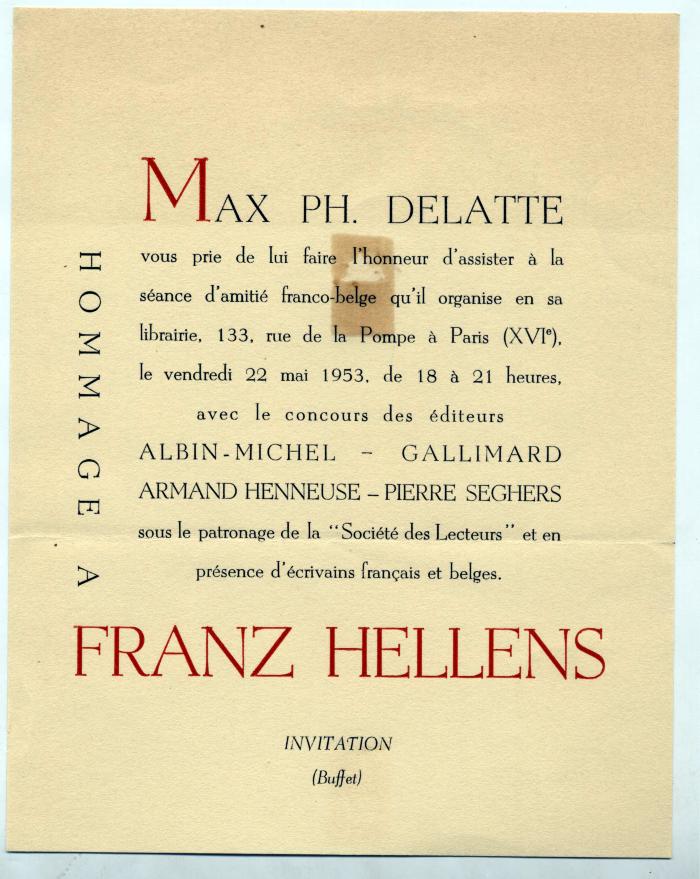 MAX PH. DELATTE
vous prie de lui faire l'honneur d'assister à la
séance d'amitié franco-belge qu'il organise en sa
librairie, 133, rue de la Pompe à Paris (XVIe),
le vendredi 22 mai 1953, de 18 à 21 heures,
avec le concours des éditeurs
ALBIN-MICHEL - GALLIMARD
ARMAND HENNEUSE - PIERRE SEGHERS
sous le patronage de la "Société des Lecteurs" et en
présence d'écrivains français et belges.
HOMMAGE A
FRANZ HELLENS
INVITATION
(Buffet)